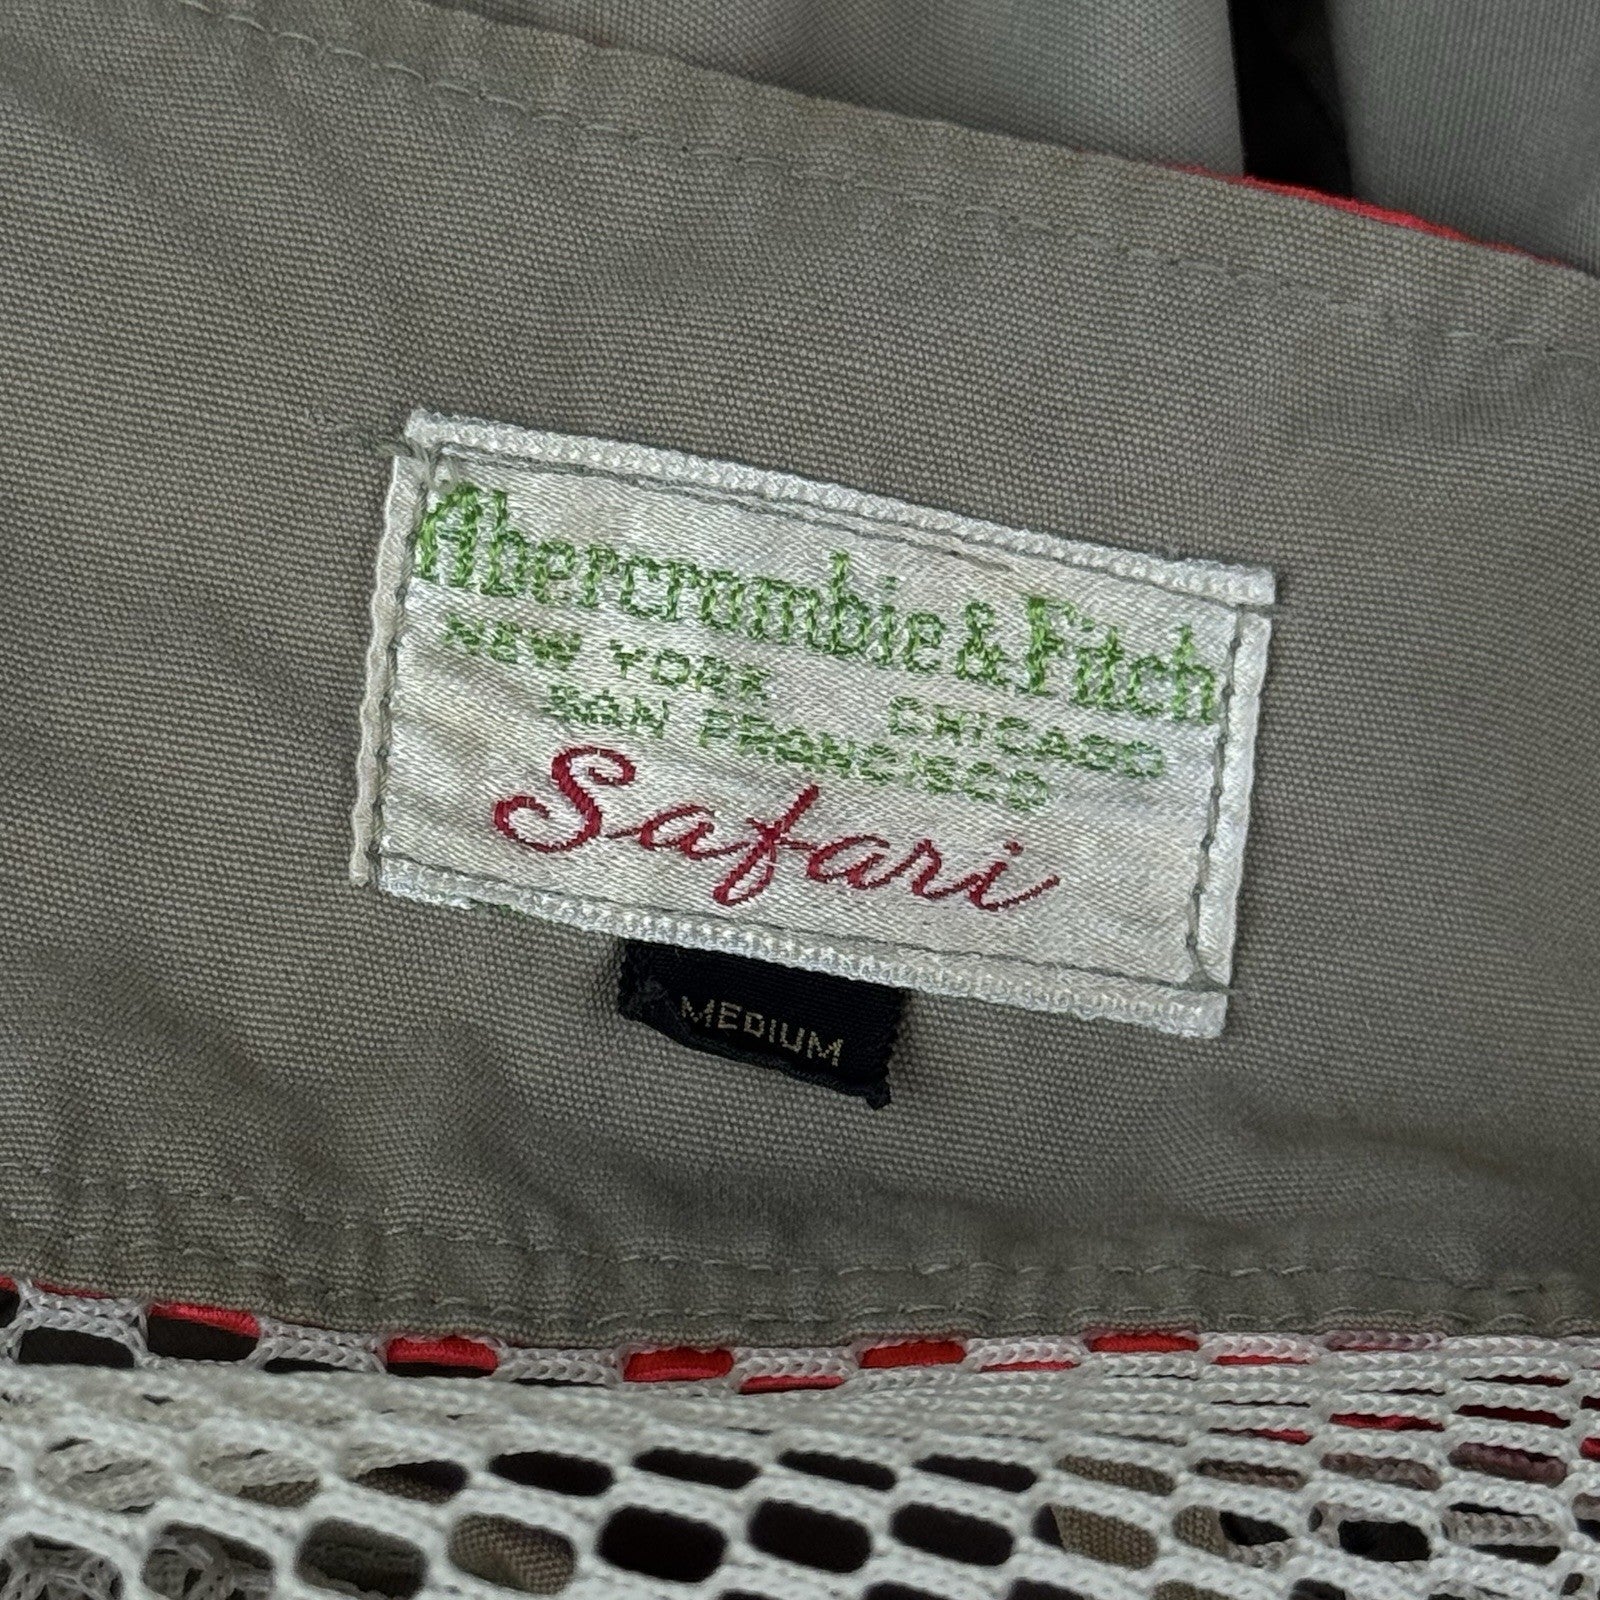 Abercrombie & Fitch
NEW YORK CHICAGO
SAN FRANCISCO
Safari
MEDIUM